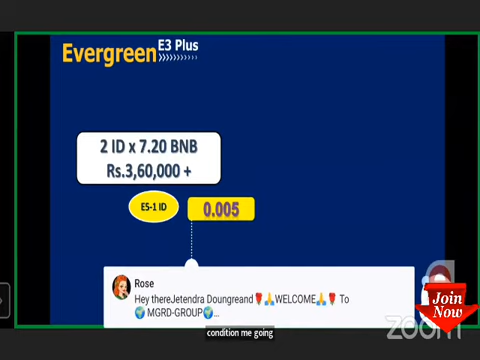 Evergreen E3 Plus
2 ID x 7.20 BNB
Rs.3,60,000 +
E5-1 ID
0.005
Rose
Hey thereJetendra Doungreand🌹🙏WELCOME🙏🌹 To
🌍MGRD-GROUP🌍...
Join
Now
zoom
condition me going